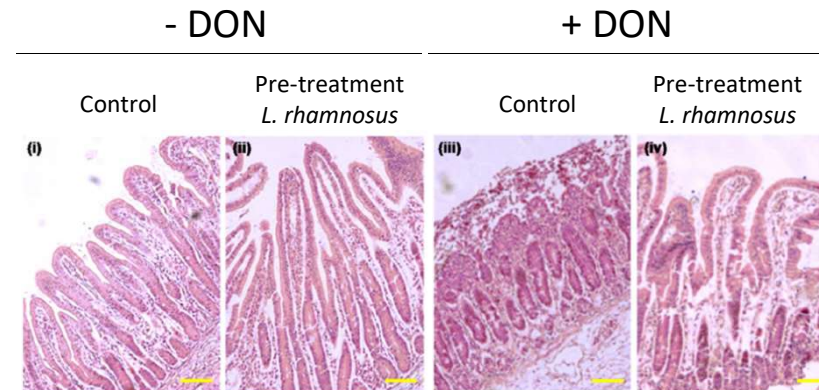 - DON
+ DON
Control
Pre-treatment
L. rhamnosus
Control
Pre-treatment
L. rhamnosus
(i)
(ii)
(iii)
(iv)